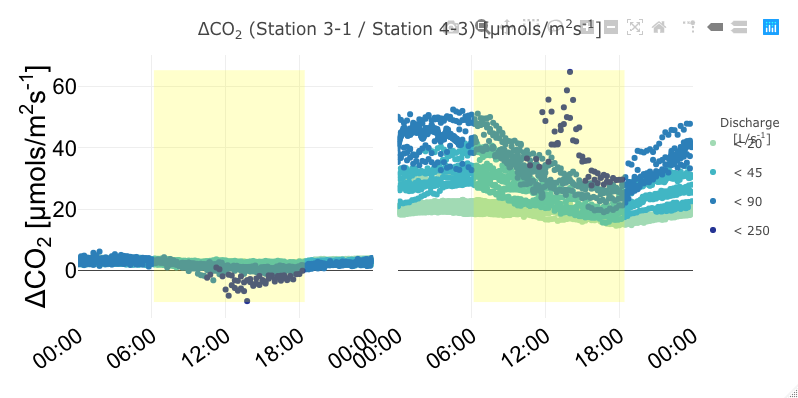 ΔCO₂ (Station 3-1 / Station 4-3) [µmols/m²s⁻¹]
ΔCO₂ [µmols/m²s⁻¹]
60
40
20
0
00:00 06:00 12:00 18:00 00:00 00:00 06:00 12:00 18:00 00:00
Discharge
[L/s⁻¹]
< 20
< 45
< 90
< 250